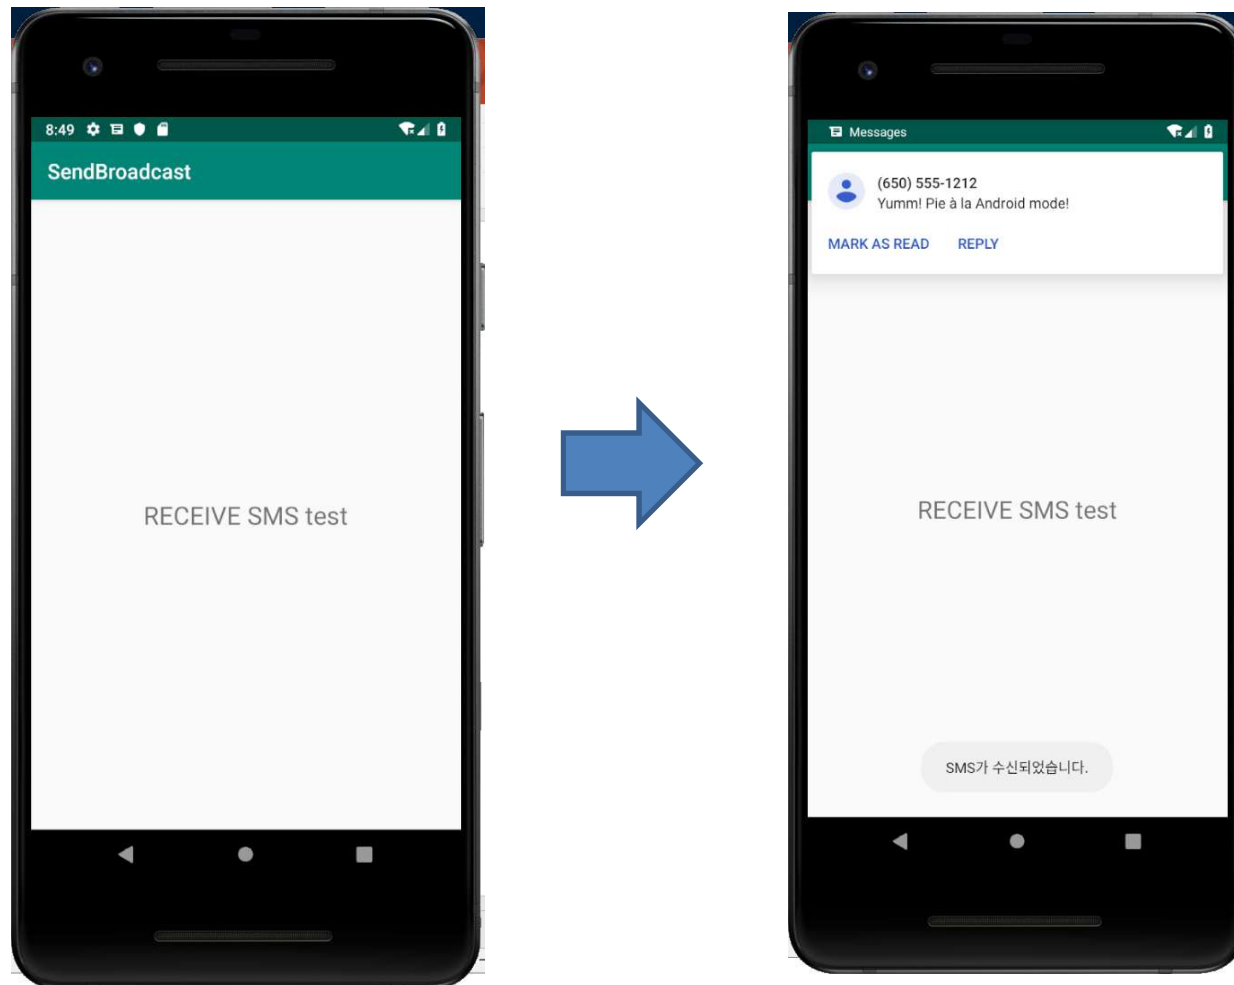 8:49
SendBroadcast
RECEIVE SMS test
Messages
(650) 555-1212
Yumm! Pie à la Android mode!
MARK AS READ REPLY
RECEIVE SMS test
SMS가 수신되었습니다.